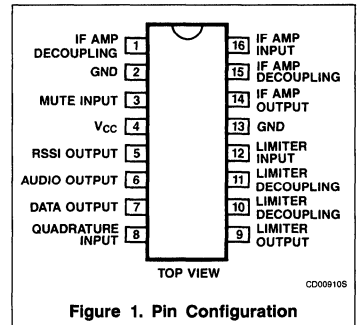 IF AMP
DECOUPLING 1
GND 2
MUTE INPUT 3
VCC 4
RSSI OUTPUT 5
AUDIO OUTPUT 6
DATA OUTPUT 7
QUADRATURE
INPUT 8
16 IF AMP
INPUT
15 IF AMP
DECOUPLING
14 IF AMP
OUTPUT
13 GND
12 LIMITER
INPUT
11 LIMITER
DECOUPLING
10 LIMITER
DECOUPLING
9 LIMITER
OUTPUT
TOP VIEW
CD00910S
Figure 1. Pin Configuration